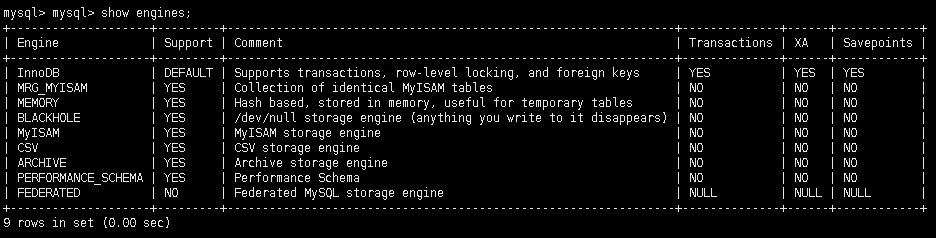 mysql> mysql> show engines;
+--------------------+---------+----------------------------------------------------------------+--------------+------+------------+
| Engine             | Support | Comment                                                        | Transactions | XA   | Savepoints |
+--------------------+---------+----------------------------------------------------------------+--------------+------+------------+
| InnoDB             | DEFAULT | Supports transactions, row-level locking, and foreign keys     | YES          | YES  | YES        |
| MRG_MYISAM         | YES     | Collection of identical MyISAM tables                          | NO           | NO   | NO         |
| MEMORY             | YES     | Hash based, stored in memory, useful for temporary tables      | NO           | NO   | NO         |
| BLACKHOLE          | YES     | /dev/null storage engine (anything you write to it disappears) | NO           | NO   | NO         |
| MyISAM             | YES     | MyISAM storage engine                                          | NO           | NO   | NO         |
| CSV                | YES     | CSV storage engine                                             | NO           | NO   | NO         |
| ARCHIVE            | YES     | Archive storage engine                                         | NO           | NO   | NO         |
| PERFORMANCE_SCHEMA | YES     | Performance Schema                                             | NO           | NO   | NO         |
| FEDERATED          | NO      | Federated MySQL storage engine                                 | NULL         | NULL | NULL       |
+--------------------+---------+----------------------------------------------------------------+--------------+------+------------+
9 rows in set (0.00 sec)